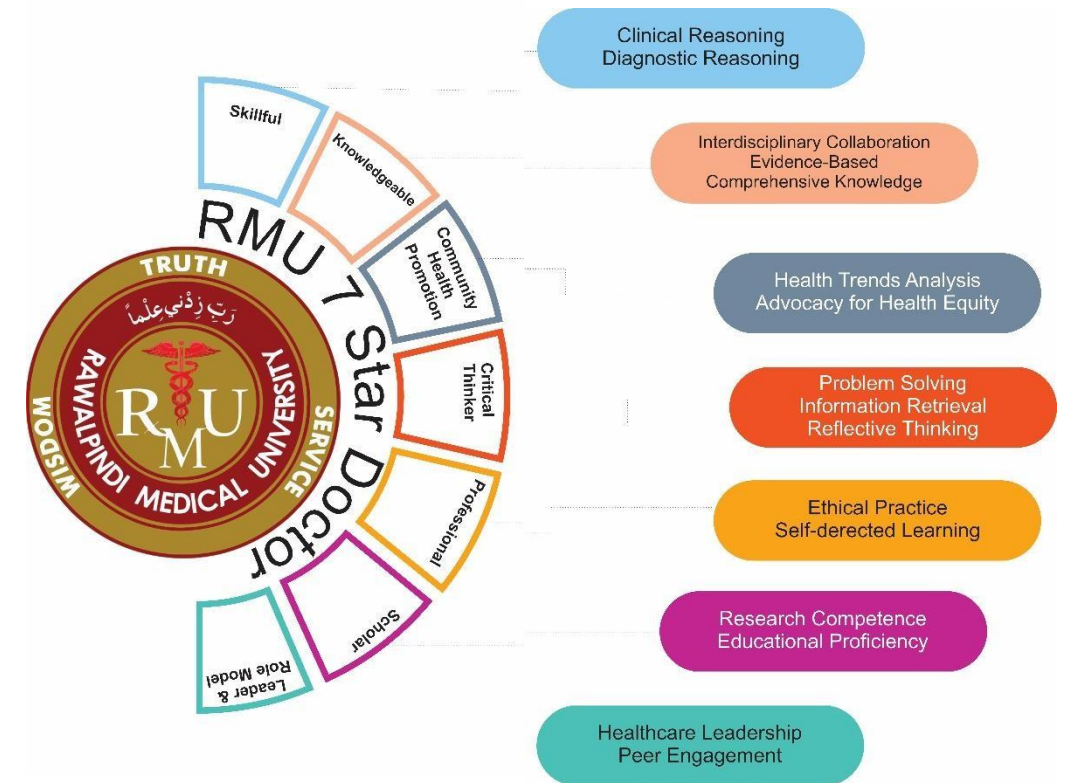 Clinical Reasoning
Diagnostic Reasoning
Skillful
Knowledgeable
Interdisciplinary Collaboration
Evidence-Based
Comprehensive Knowledge
Community
Health
Promotion
Health Trends Analysis
Advocacy for Health Equity
Critical
Thinker
Problem Solving
Information Retrieval
Reflective Thinking
Professional
Ethical Practice
Self-derected Learning
Scholar
Research Competence
Educational Proficiency
Leader &
Role Model
Healthcare Leadership
Peer Engagement
RMU 7 Star Doctor
TRUTH
WISDOM
SERVICE
رَبِّ زِدْنِي عِلْمًا
RAWALPINDI MEDICAL UNIVERSITY
RMU